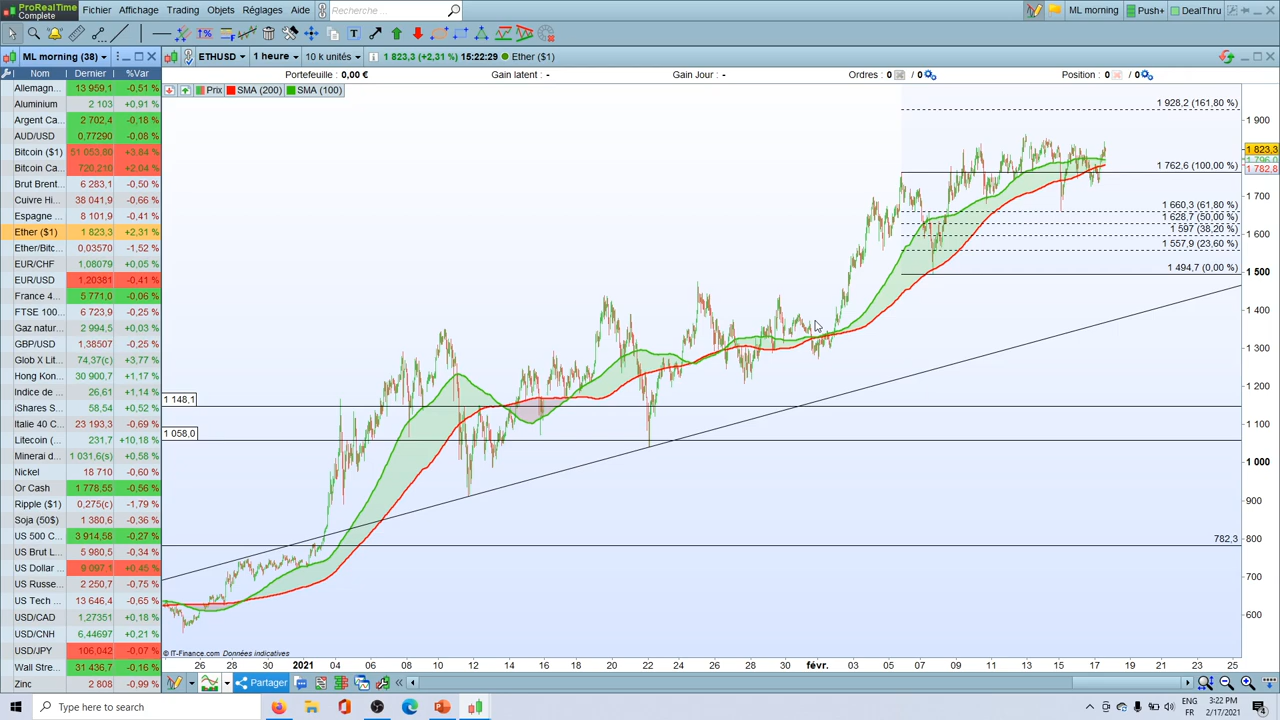 ProRealTime
Complete
Fichier Affichage Trading Objets Réglages Aide
Recherche ...
ML morning Push+ DealThru
ML morning (38)
ETHUSD 1 heure 10 k unités 1 823,3 (+2,31 %) 15:22:29 Ether ($1)
Nom Dernier %Var
Portefeuille : 0,00 € Gain latent : - Gain Jour : - Ordres : 0 / 0 Position : 0 / 0
Prix SMA (200) SMA (100)
Allemagn... 13 959,1 -0,51 %
Aluminium 2 103 +0,91 %
Argent Ca... 2 702,4 -0,18 %
AUD/USD 0,77290 -0,08 %
Bitcoin ($1) 51 053,80 +3,84 %
Bitcoin Ca... 720,210 +2,04 %
Brut Brent... 6 283,1 -0,50 %
Cuivre Hi... 38 041,9 -0,66 %
Espagne ... 8 101,9 -0,41 %
Ether ($1) 1 823,3 +2,31 %
Ether/Bitc... 0,03570 -1,52 %
EUR/CHF 1,08079 +0,05 %
EUR/USD 1,20381 -0,41 %
France 4... 5 771,0 -0,06 %
FTSE 100... 6 723,9 -0,25 %
Gaz natur... 2 994,5 +0,03 %
GBP/USD 1,38507 -0,25 %
Glob X Lit... 74,37(c) +3,77 %
Hong Kon... 30 900,7 +1,17 %
Indice de ... 26,61 +1,14 %
iShares S... 58,54 +0,52 %
Italie 40 C... 23 193,3 -0,69 %
Litecoin (... 231,7 +10,18 %
Minerai d... 1 031,6(s) +0,58 %
Nickel 18 710 -0,60 %
Or Cash 1 778,55 -0,56 %
Ripple ($1) 0,275(c) -1,79 %
Soja (50$) 1 380,6 -0,36 %
US 500 C... 3 914,58 -0,27 %
US Brut L... 5 980,5 -0,34 %
US Dollar ... 9 097,1 +0,45 %
US Russe... 2 250,7 -0,75 %
US Tech ... 13 646,4 -0,65 %
USD/CAD 1,27351 +0,18 %
USD/CNH 6,44697 +0,21 %
USD/JPY 106,042 -0,07 %
Wall Stre... 31 436,7 -0,16 %
Zinc 2 808 -0,99 %
1 928,2 (161,80 %)
1 762,6 (100,00 %)
1 660,3 (61,80 %)
1 628,7 (50,00 %)
1 597 (38,20 %)
1 557,9 (23,60 %)
1 494,7 (0,00 %)
1 148,1
1 058,0
782,3
1 900
1 823,3
1 796,0
1 782,8
1 700
1 600
1 500
1 400
1 300
1 200
1 100
1 000
900
800
700
600
© IT-Finance.com Données indicatives
26 28 2021 04 06 08 10 12 14 16 18 20 22 24 26 28 févr. 03 05 07 09 11 13 15 17 19 21 23 25
Partager
Type here to search
FR
3:22 PM
2/17/2021
4